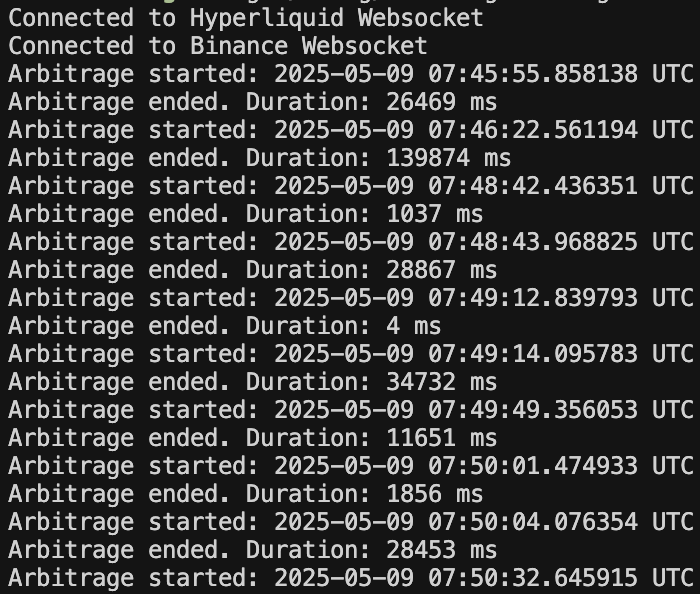 Connected to Hyperliquid Websocket
Connected to Binance Websocket
Arbitrage started: 2025-05-09 07:45:55.858138 UTC
Arbitrage ended. Duration: 26469 ms
Arbitrage started: 2025-05-09 07:46:22.561194 UTC
Arbitrage ended. Duration: 139874 ms
Arbitrage started: 2025-05-09 07:48:42.436351 UTC
Arbitrage ended. Duration: 1037 ms
Arbitrage started: 2025-05-09 07:48:43.968825 UTC
Arbitrage ended. Duration: 28867 ms
Arbitrage started: 2025-05-09 07:49:12.839793 UTC
Arbitrage ended. Duration: 4 ms
Arbitrage started: 2025-05-09 07:49:14.095783 UTC
Arbitrage ended. Duration: 34732 ms
Arbitrage started: 2025-05-09 07:49:49.356053 UTC
Arbitrage ended. Duration: 11651 ms
Arbitrage started: 2025-05-09 07:50:01.474933 UTC
Arbitrage ended. Duration: 1856 ms
Arbitrage started: 2025-05-09 07:50:04.076354 UTC
Arbitrage ended. Duration: 28453 ms
Arbitrage started: 2025-05-09 07:50:32.645915 UTC